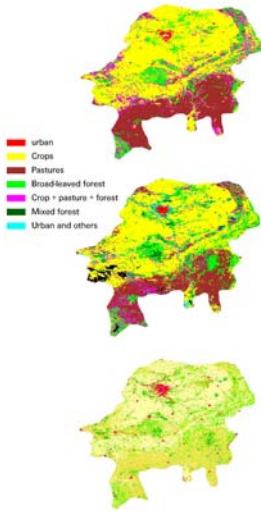 urban
Crops
Pastures
Broad-leaved forest
Crop + pasture + forest
Mixed forest
Urban and others